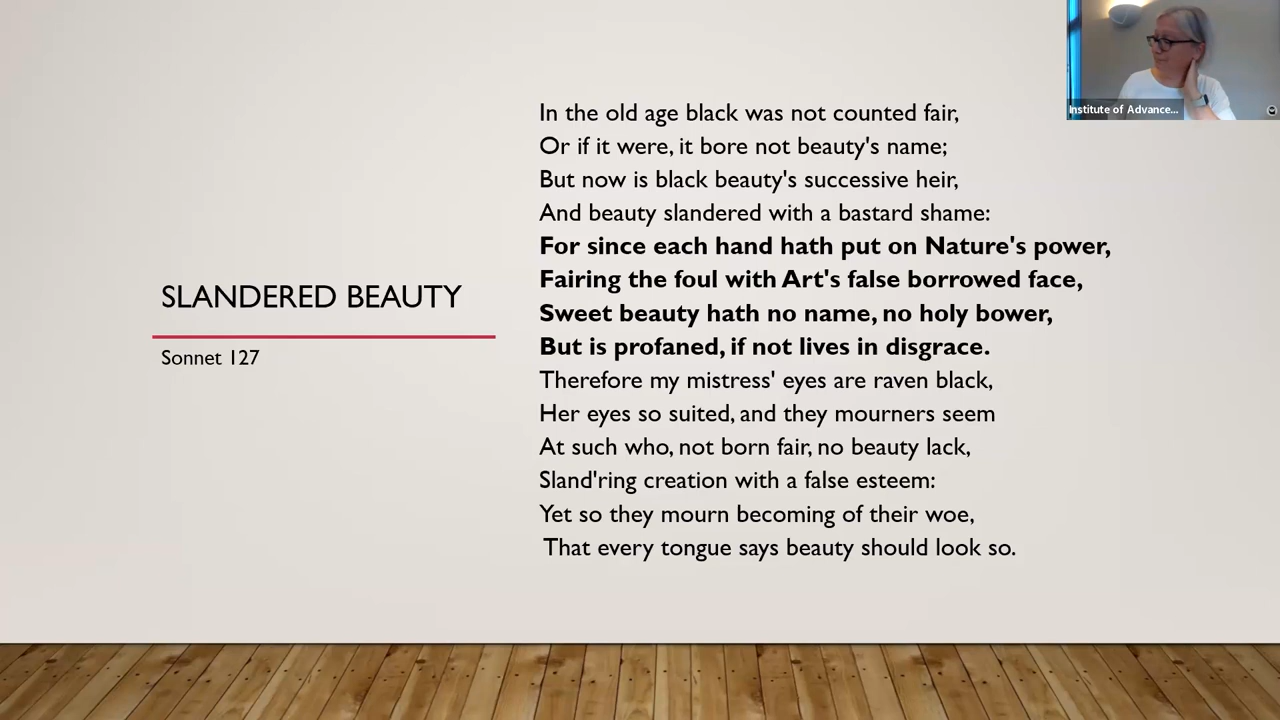 SLANDERED BEAUTY
Sonnet 127
In the old age black was not counted fair,
Or if it were, it bore not beauty's name;
But now is black beauty's successive heir,
And beauty slandered with a bastard shame:
For since each hand hath put on Nature's power,
Fairing the foul with Art's false borrowed face,
Sweet beauty hath no name, no holy bower,
But is profaned, if not lives in disgrace.
Therefore my mistress' eyes are raven black,
Her eyes so suited, and they mourners seem
At such who, not born fair, no beauty lack,
Sland'ring creation with a false esteem:
Yet so they mourn becoming of their woe,
That every tongue says beauty should look so.
Institute of Advance...